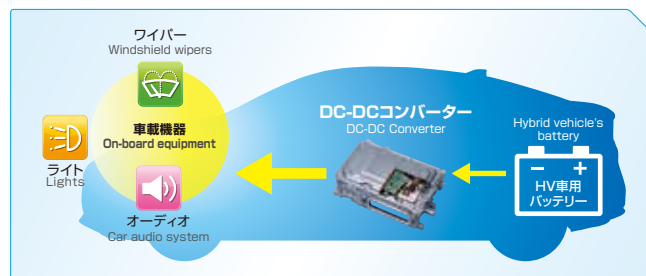 ワイパー
Windshield wipers
車載機器
On-board equipment
ライト
Lights
オーディオ
Car audio system
DC-DCコンバーター
DC-DC Converter
Hybrid vehicle's
battery
− +
HV車用
バッテリー